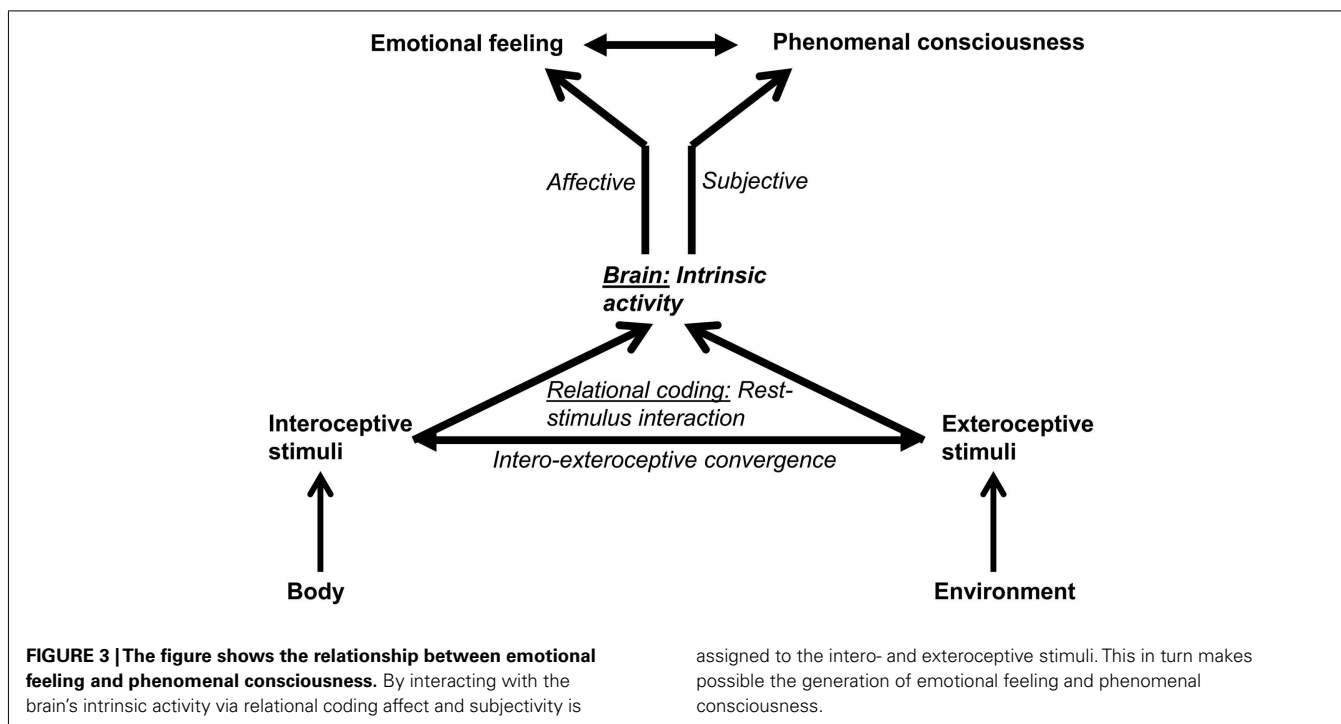 Emotional feeling
Phenomenal consciousness
Affective
Subjective
Brain: Intrinsic
activity
Relational coding: Rest-
stimulus interaction
Interoceptive
stimuli
Exteroceptive
stimuli
Intero-exteroceptive convergence
Body
Environment
FIGURE 3 | The figure shows the relationship between emotional
feeling and phenomenal consciousness. By interacting with the
brain's intrinsic activity via relational coding affect and subjectivity is
assigned to the intero- and exteroceptive stimuli. This in turn makes
possible the generation of emotional feeling and phenomenal
consciousness.